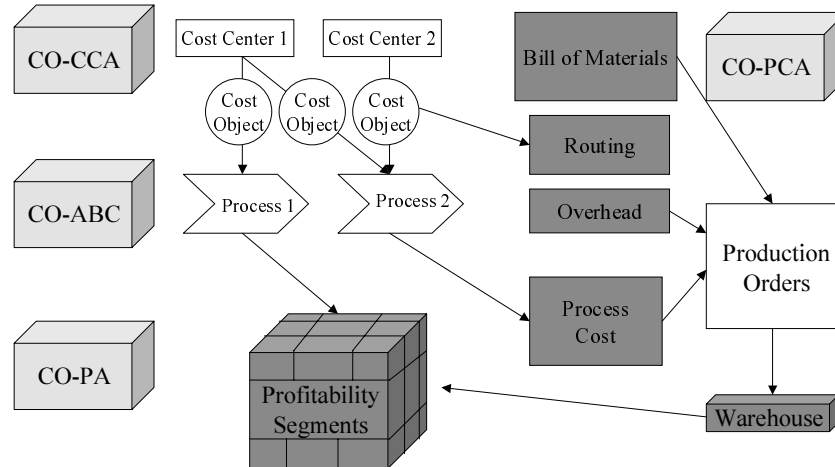 CO-CCA
Cost Center 1
Cost Center 2
Bill of Materials
CO-PCA
Cost
Object
Cost
Object
Cost
Object
Routing
CO-ABC
Process 1
Process 2
Overhead
Production
Orders
Process
Cost
CO-PA
Profitability
Segments
Warehouse